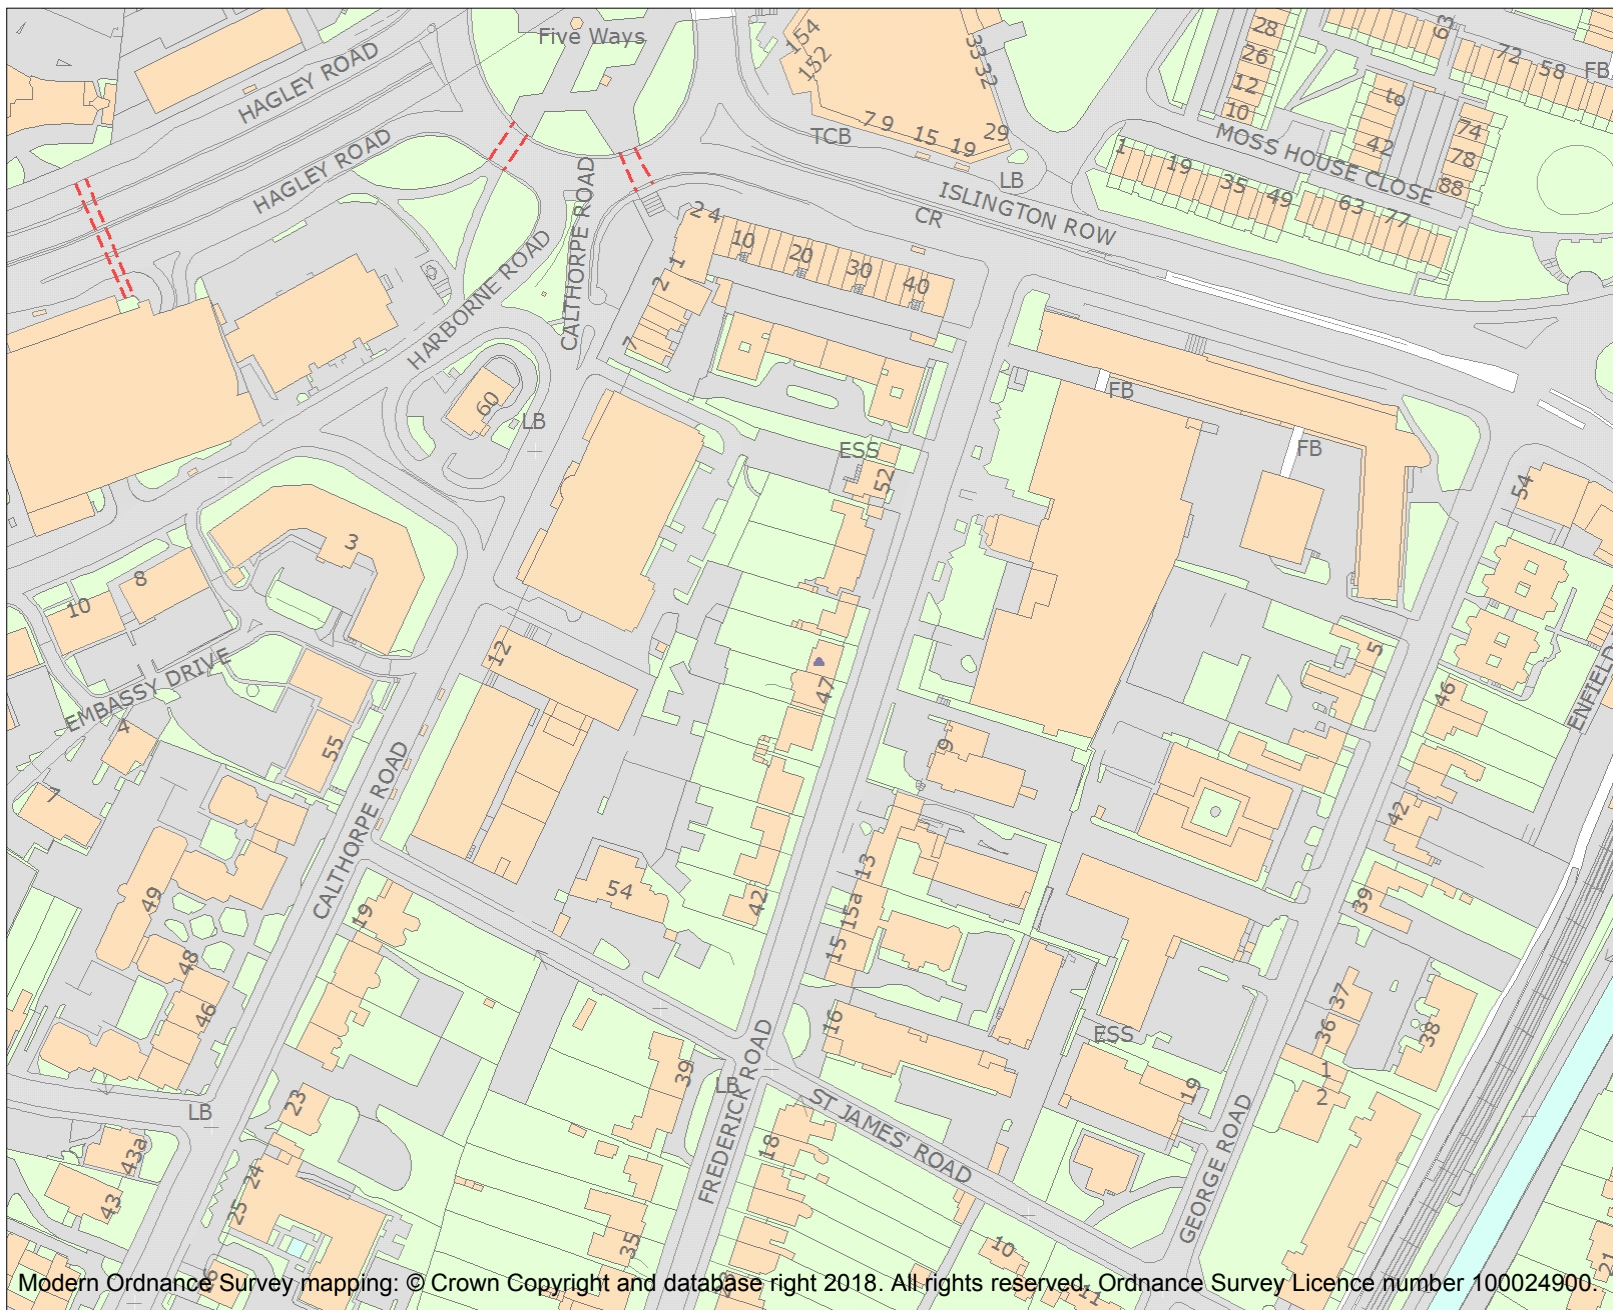 Five Ways
154
152
33
32
28
26
12
10
63
72
58
FB
HAGLEY ROAD
HAGLEY ROAD
7 9
15
19
29
TCB
LB
to
42
74
78
88
MOSS HOUSE CLOSE
1
19
35
49
63
77
ISLINGTON ROW
CR
CALTHORPE ROAD
HARBORNE ROAD
2 4
10
20
30
40
1
2
7
60
LB
FB
FB
ESS
52
54
3
8
10
EMBASSY DRIVE
4
7
55
12
47
5
46
ENFIELD
9
42
CALTHORPE ROAD
49
48
46
19
54
42
13
15a
15
16
39
37
36
38
1
2
ESS
19
39
LB
FREDERICK ROAD
ST JAMES' ROAD
GEORGE ROAD
LB
23
43a
43
24
25
18
35
10
11
21
Modern Ordnance Survey mapping: © Crown Copyright and database right 2018. All rights reserved. Ordnance Survey Licence number 100024900.